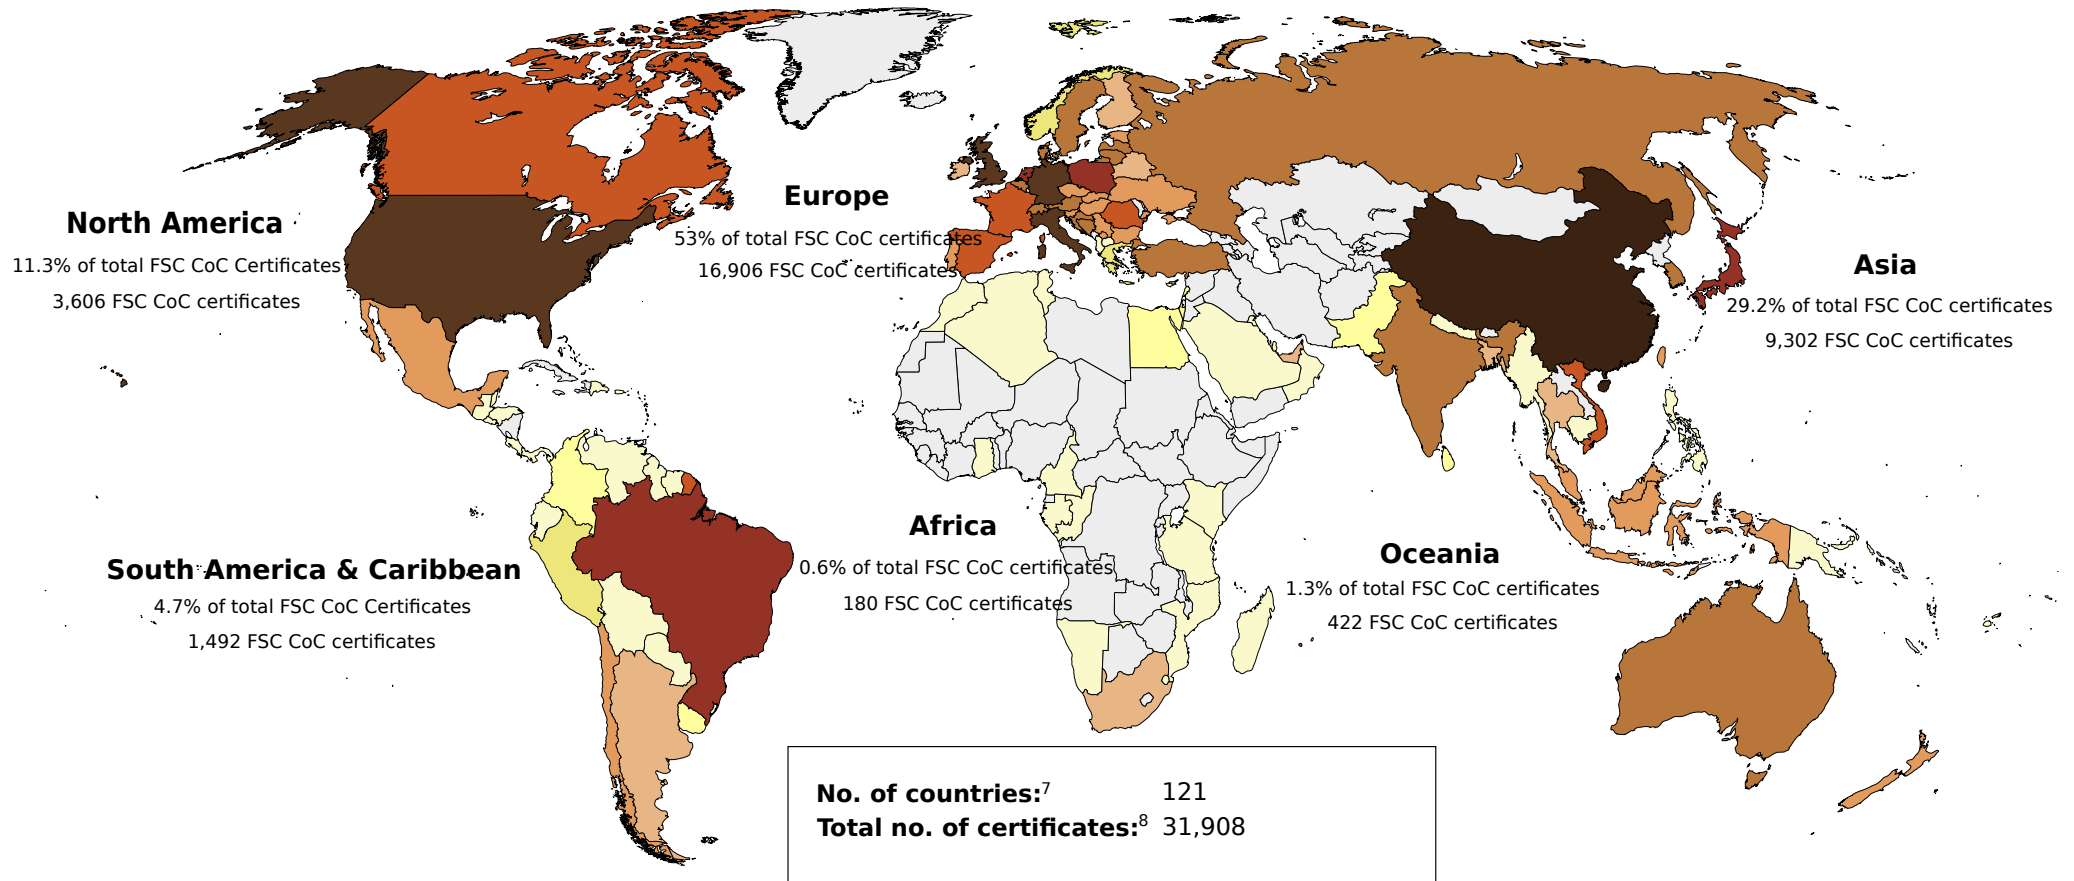 North America
11.3% of total FSC CoC Certificates
3,606 FSC CoC certificates
Europe
53% of total FSC CoC certificates
16,906 FSC CoC certificates
Asia
29.2% of total FSC CoC certificates
9,302 FSC CoC certificates
South America & Caribbean
4.7% of total FSC CoC Certificates
1,492 FSC CoC certificates
Africa
0.6% of total FSC CoC certificates
180 FSC CoC certificates
Oceania
1.3% of total FSC CoC certificates
422 FSC CoC certificates
No. of countries:⁷ 121
Total no. of certificates:⁸ 31,908